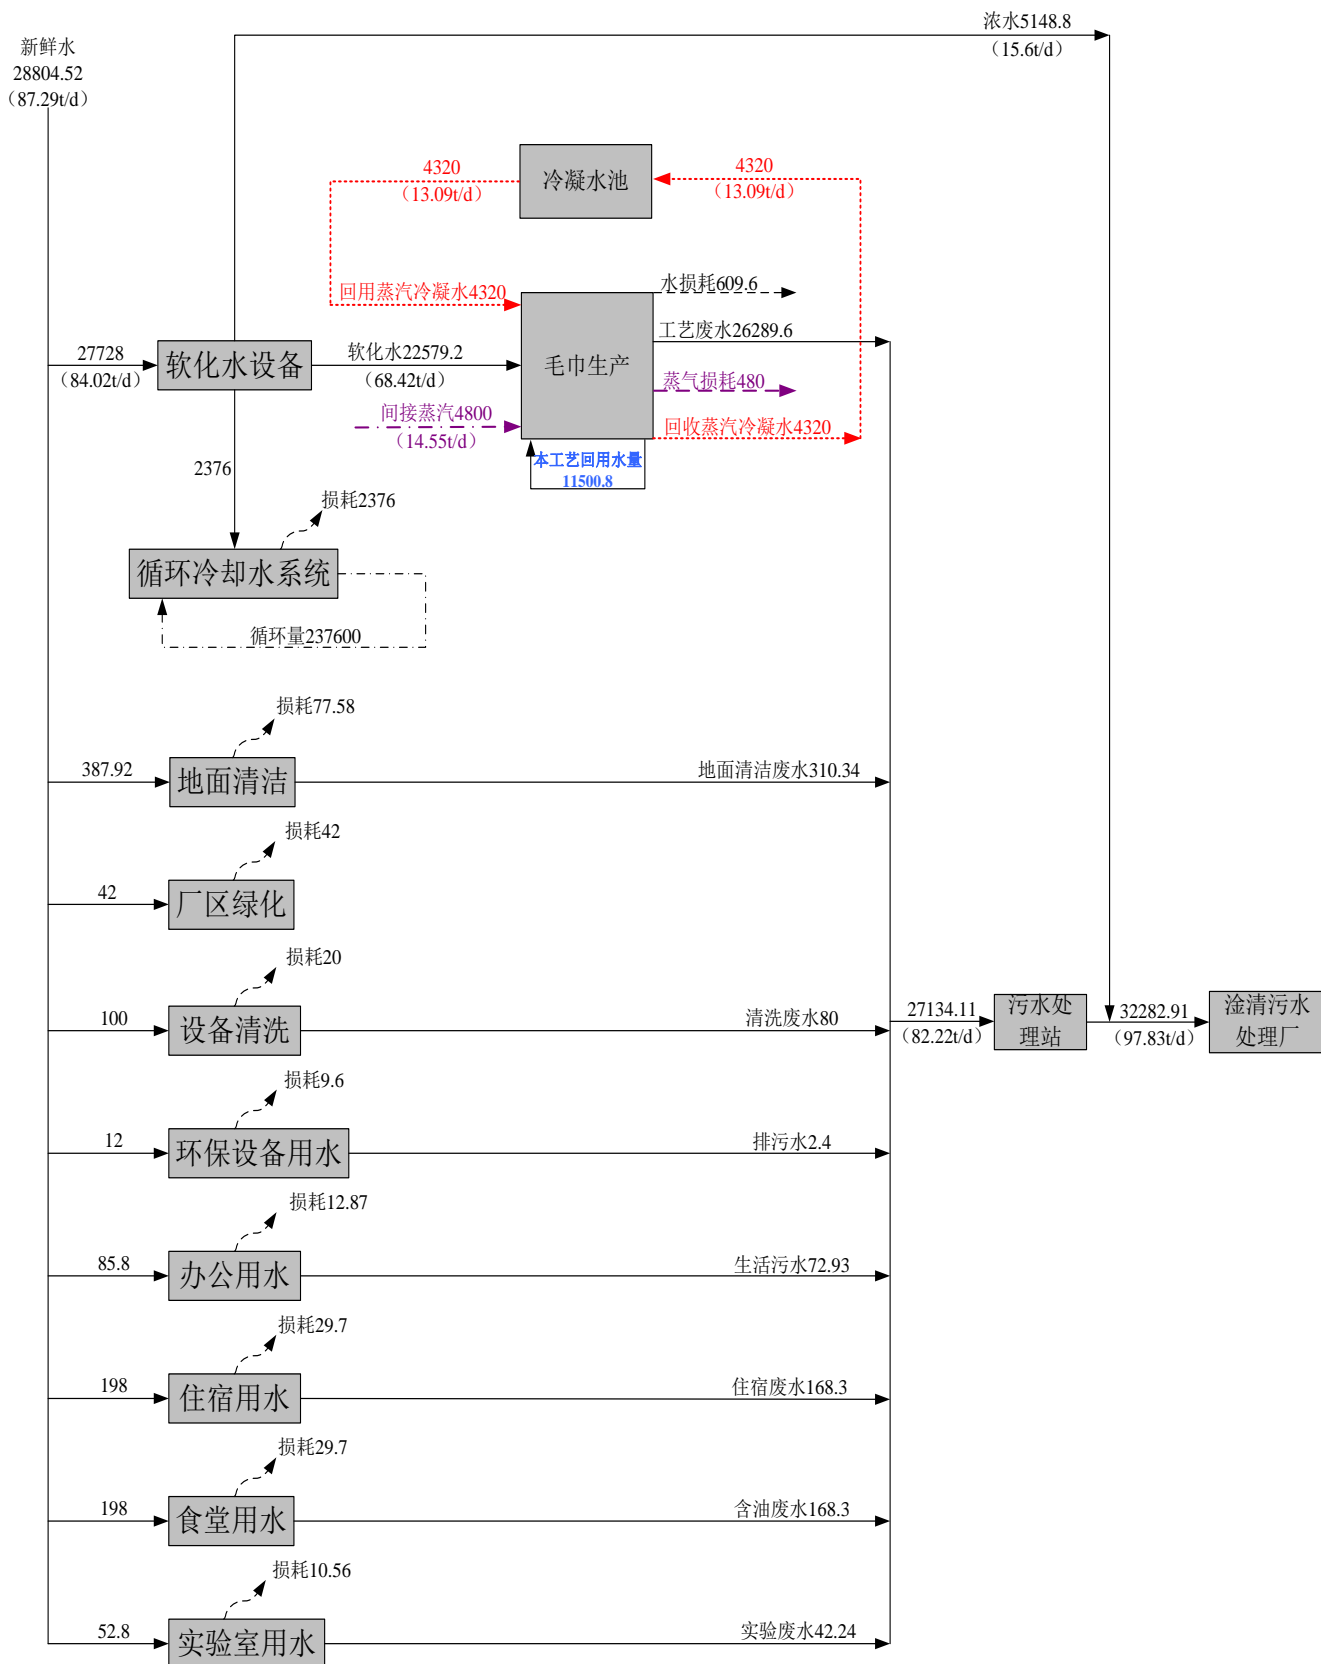 浓水5148.8
（15.6t/d）
新鲜水
28804.52
（87.29t/d）
4320
（13.09t/d）
冷凝水池
4320
（13.09t/d）
回用蒸汽冷凝水4320
水损耗609.6
工艺废水26289.6
27728
（84.02t/d）
软化水设备
软化水22579.2
（68.42t/d）
毛巾生产
蒸气损耗480
间接蒸汽4800
（14.55t/d）
回收蒸汽冷凝水4320
本工艺回用水量
11500.8
2376
损耗2376
循环冷却水系统
循环量237600
损耗77.58
387.92
地面清洁
地面清洁废水310.34
损耗42
42
厂区绿化
损耗20
100
设备清洗
清洗废水80
27134.11
（82.22t/d）
污水处
理站
32282.91
（97.83t/d）
淦清污水
处理厂
损耗9.6
12
环保设备用水
排污水2.4
损耗12.87
85.8
办公用水
生活污水72.93
损耗29.7
198
住宿用水
住宿废水168.3
损耗29.7
198
食堂用水
含油废水168.3
损耗10.56
52.8
实验室用水
实验废水42.24